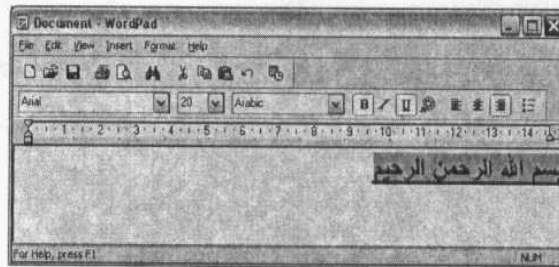 Document - WordPad
File Edit View Insert Format Help
Arial 20 Arabic B I U
1 2 3 4 5 6 7 8 9 10 11 12 13 14
بسم الله الرحمن الرحيم
For Help, press F1 NUM